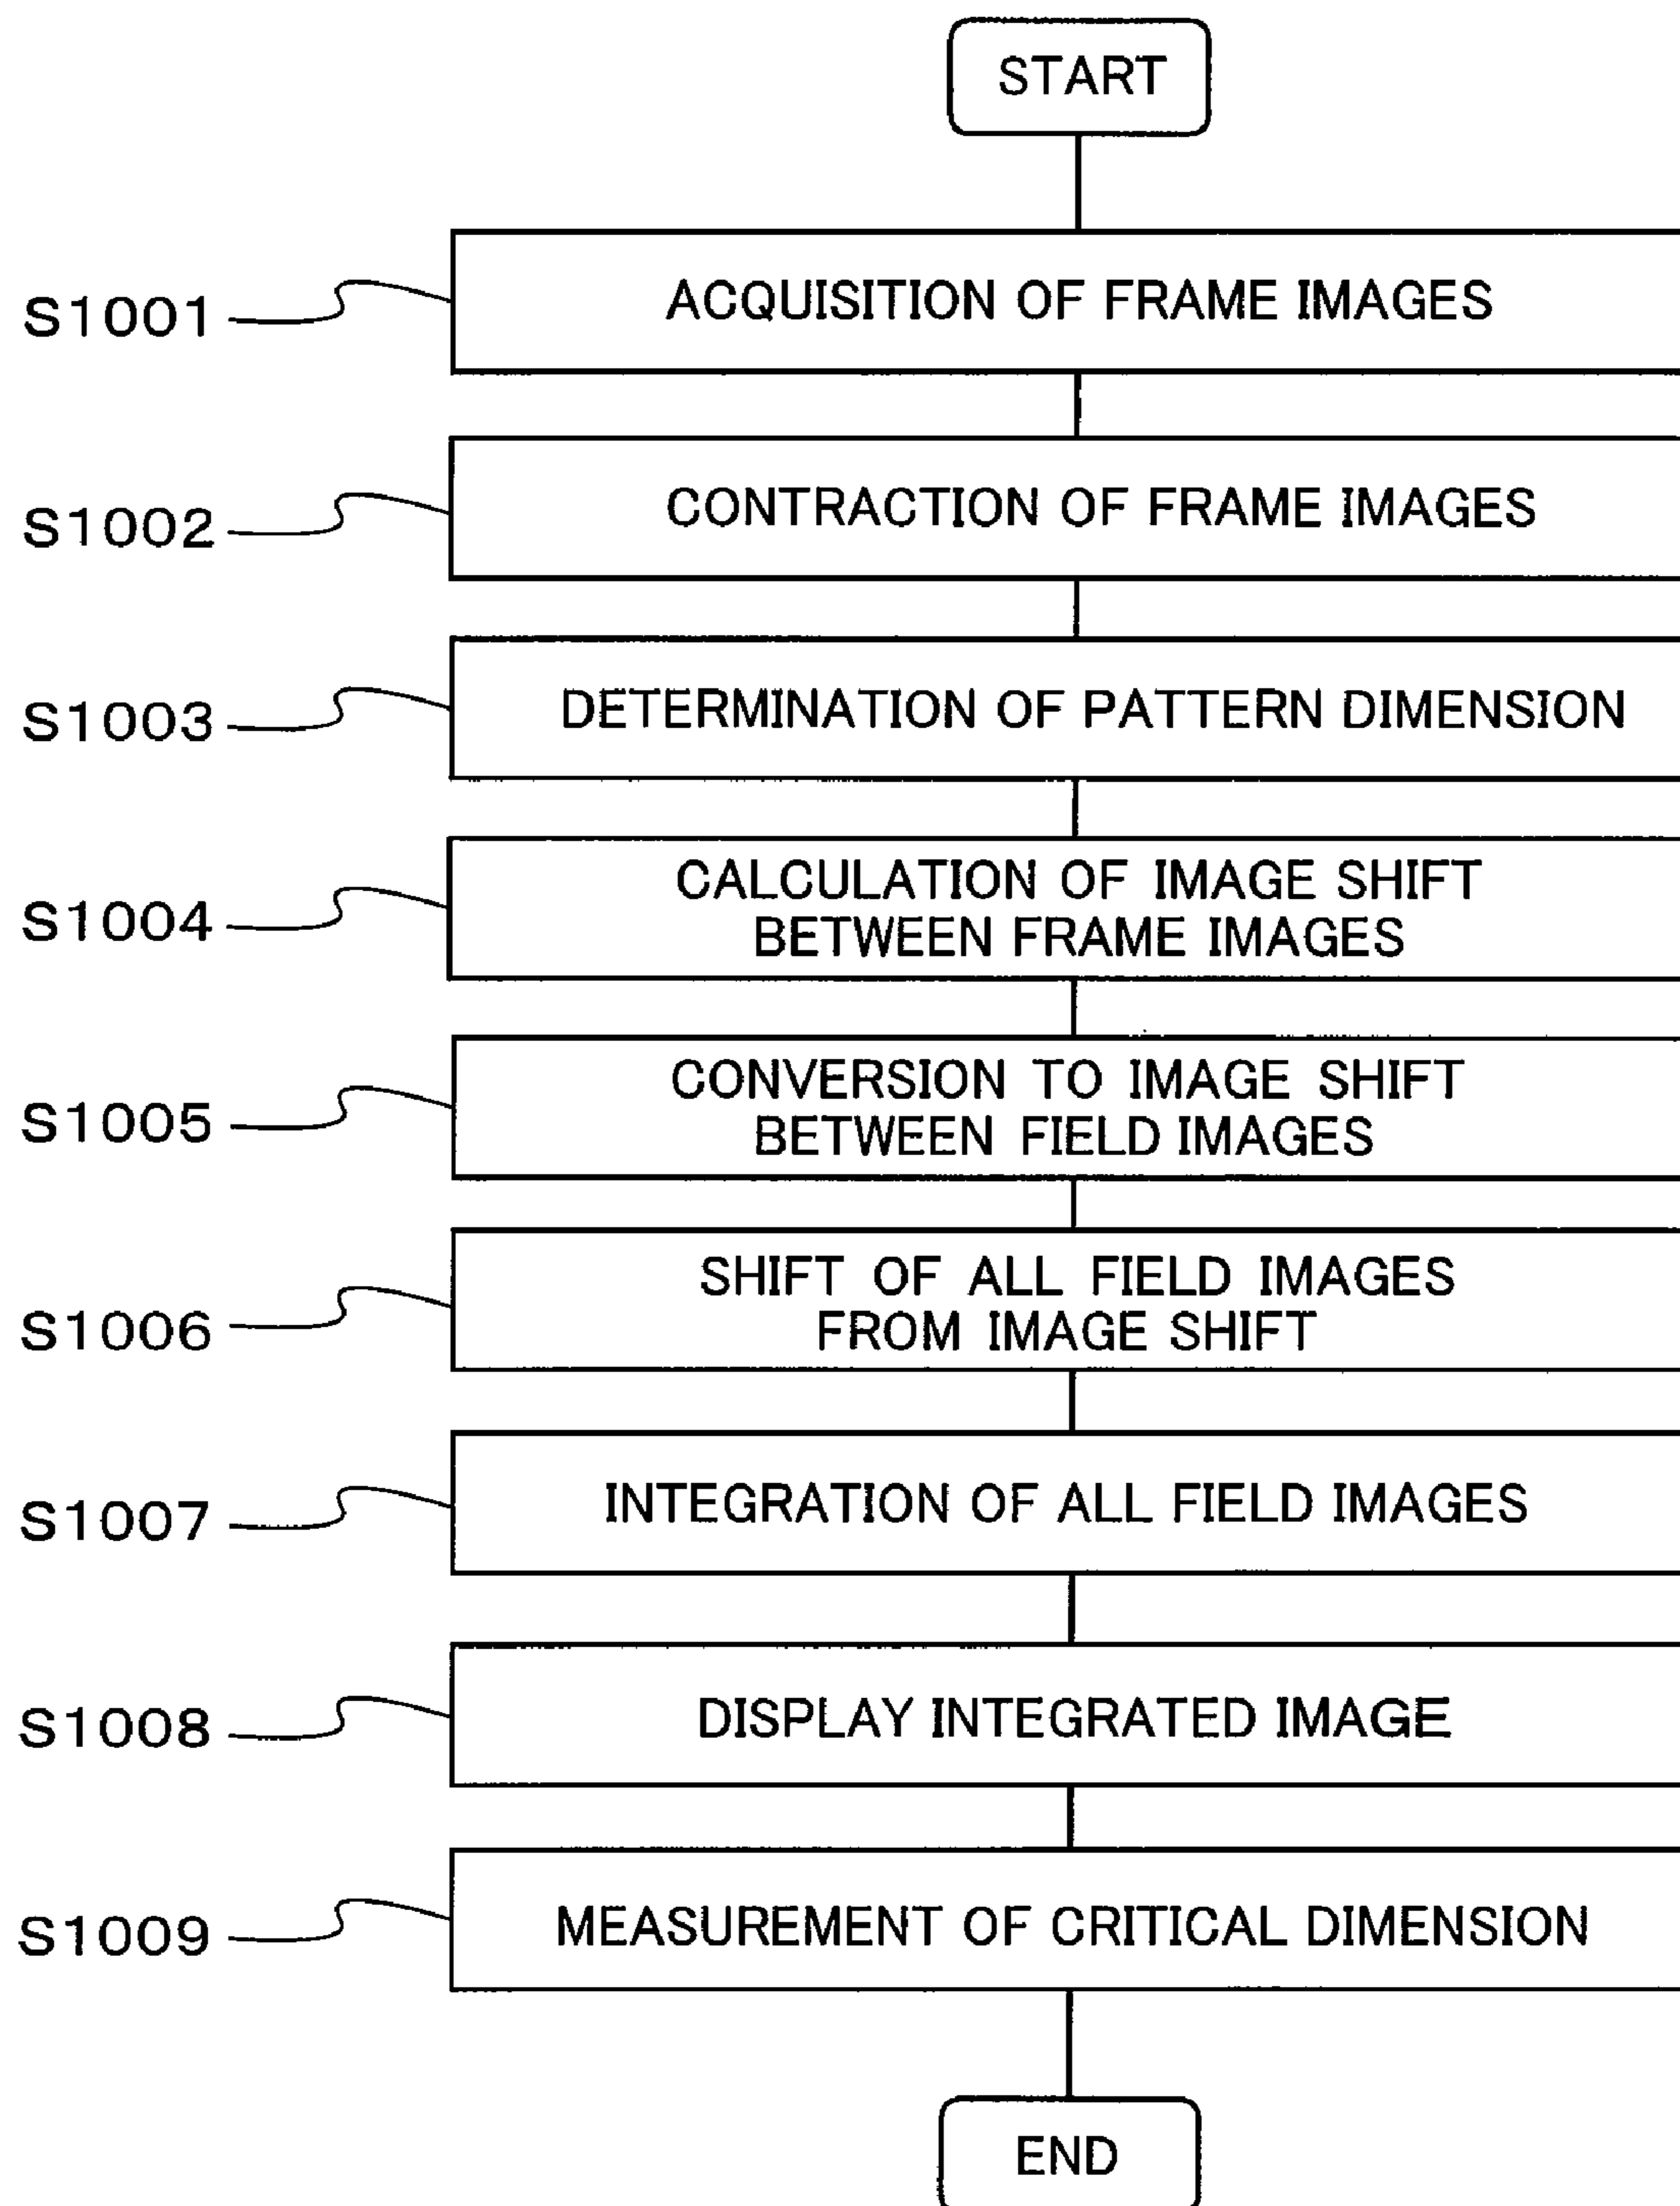 START
S1001
ACQUISITION OF FRAME IMAGES
S1002
CONTRACTION OF FRAME IMAGES
S1003
DETERMINATION OF PATTERN DIMENSION
S1004
CALCULATION OF IMAGE SHIFT
BETWEEN FRAME IMAGES
S1005
CONVERSION TO IMAGE SHIFT
BETWEEN FIELD IMAGES
S1006
SHIFT OF ALL FIELD IMAGES
FROM IMAGE SHIFT
S1007
INTEGRATION OF ALL FIELD IMAGES
S1008
DISPLAY INTEGRATED IMAGE
S1009
MEASUREMENT OF CRITICAL DIMENSION
END